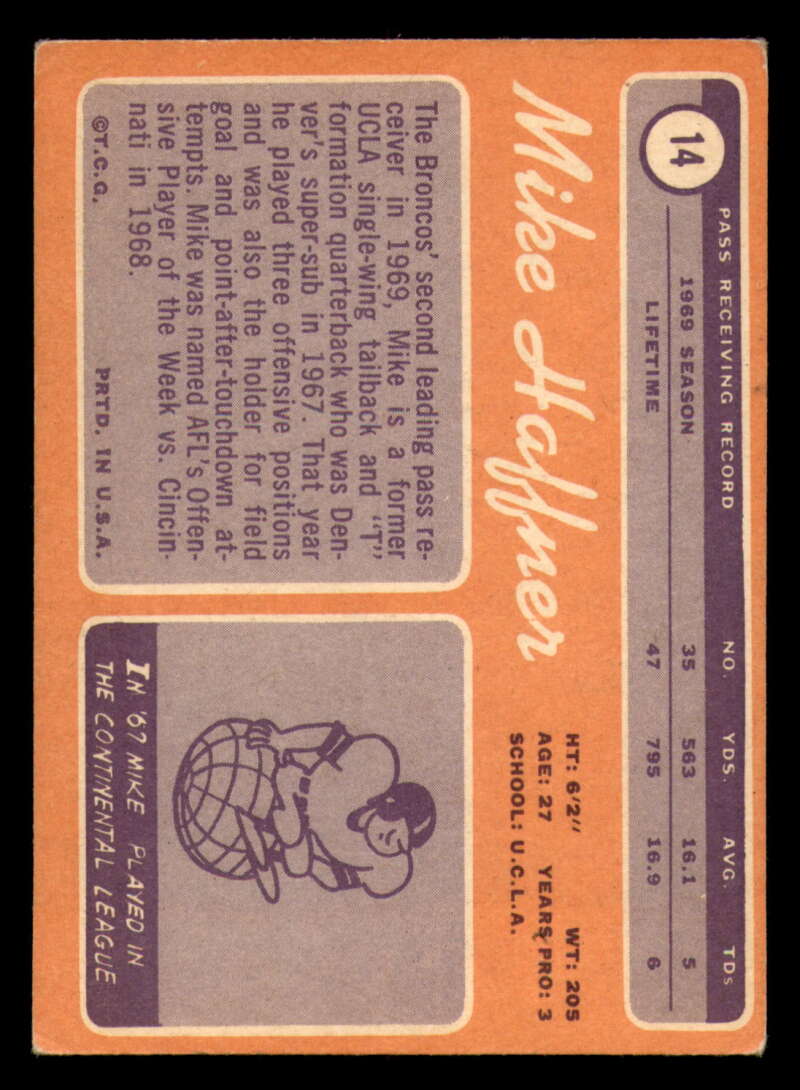 14
PASS RECEIVING RECORD NO. YDS. AVG. TDs
1969 SEASON 35 563 16.1 5
LIFETIME 47 795 16.9 6
Mike Haffner
HT: 6'2" WT: 205
AGE: 27 YEARS PRO: 3
SCHOOL: U.C.L.A.
The Broncos' second leading pass re-
ceiver in 1969, Mike is a former
UCLA single-wing tailback and "T"
formation quarterback who was Den-
ver's super-sub in 1967. That year
he played three offensive positions
and was also the holder for field
goal and point-after-touchdown at-
tempts. Mike was named AFL's Offen-
sive Player of the Week vs. Cincin-
nati in 1968.
©T.C.G. PRTD. IN U.S.A.
IN '67 MIKE PLAYED IN
THE CONTINENTAL LEAGUE